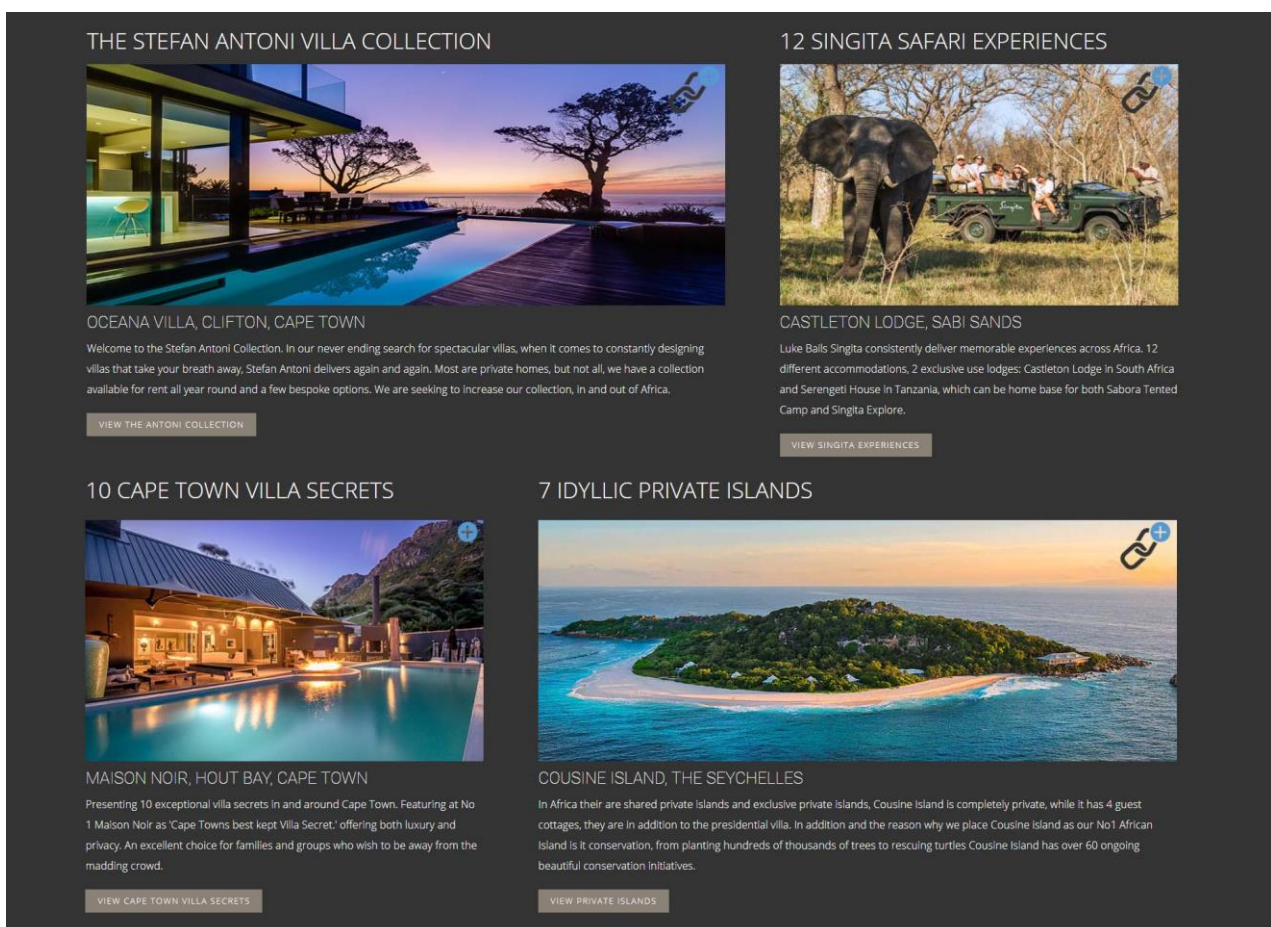 THE STEFAN ANTONI VILLA COLLECTION
OCEANA VILLA, CLIFTON, CAPE TOWN
Welcome to the Stefan Antoni Collection. In our never ending search for spectacular villas, when it comes to constantly designing
villas that take your breath away, Stefan Antoni delivers again and again. Most are private homes, but not all, we have a collection
available for rent all year round and a few bespoke options. We are seeking to increase our collection, in and out of Africa.
VIEW THE ANTONI COLLECTION
12 SINGITA SAFARI EXPERIENCES
Singita
CASTLETON LODGE, SABI SANDS
Luke Bails Singita consistently deliver memorable experiences across Africa. 12
different accommodations, 2 exclusive use lodges: Castleton Lodge in South Africa
and Serengeti House in Tanzania, which can be home base for both Sabora Tented
Camp and Singita Explore.
VIEW SINGITA EXPERIENCES
10 CAPE TOWN VILLA SECRETS
MAISON NOIR, HOUT BAY, CAPE TOWN
Presenting 10 exceptional villa secrets in and around Cape Town. Featuring at No
1 Maison Noir as 'Cape Towns best kept Villa Secret.' offering both luxury and
privacy. An excellent choice for families and groups who wish to be away from the
madding crowd.
VIEW CAPE TOWN VILLA SECRETS
7 IDYLLIC PRIVATE ISLANDS
COUSINE ISLAND, THE SEYCHELLES
In Africa their are shared private islands and exclusive private islands, Cousine Island is completely private, while it has 4 guest
cottages, they are in addition to the presidential villa. In addition and the reason why we place Cousine island as our No1 African
Island is it conservation, from planting hundreds of thousands of trees to rescuing turtles Cousine Island has over 60 ongoing
beautiful conservation initiatives.
VIEW PRIVATE ISLANDS